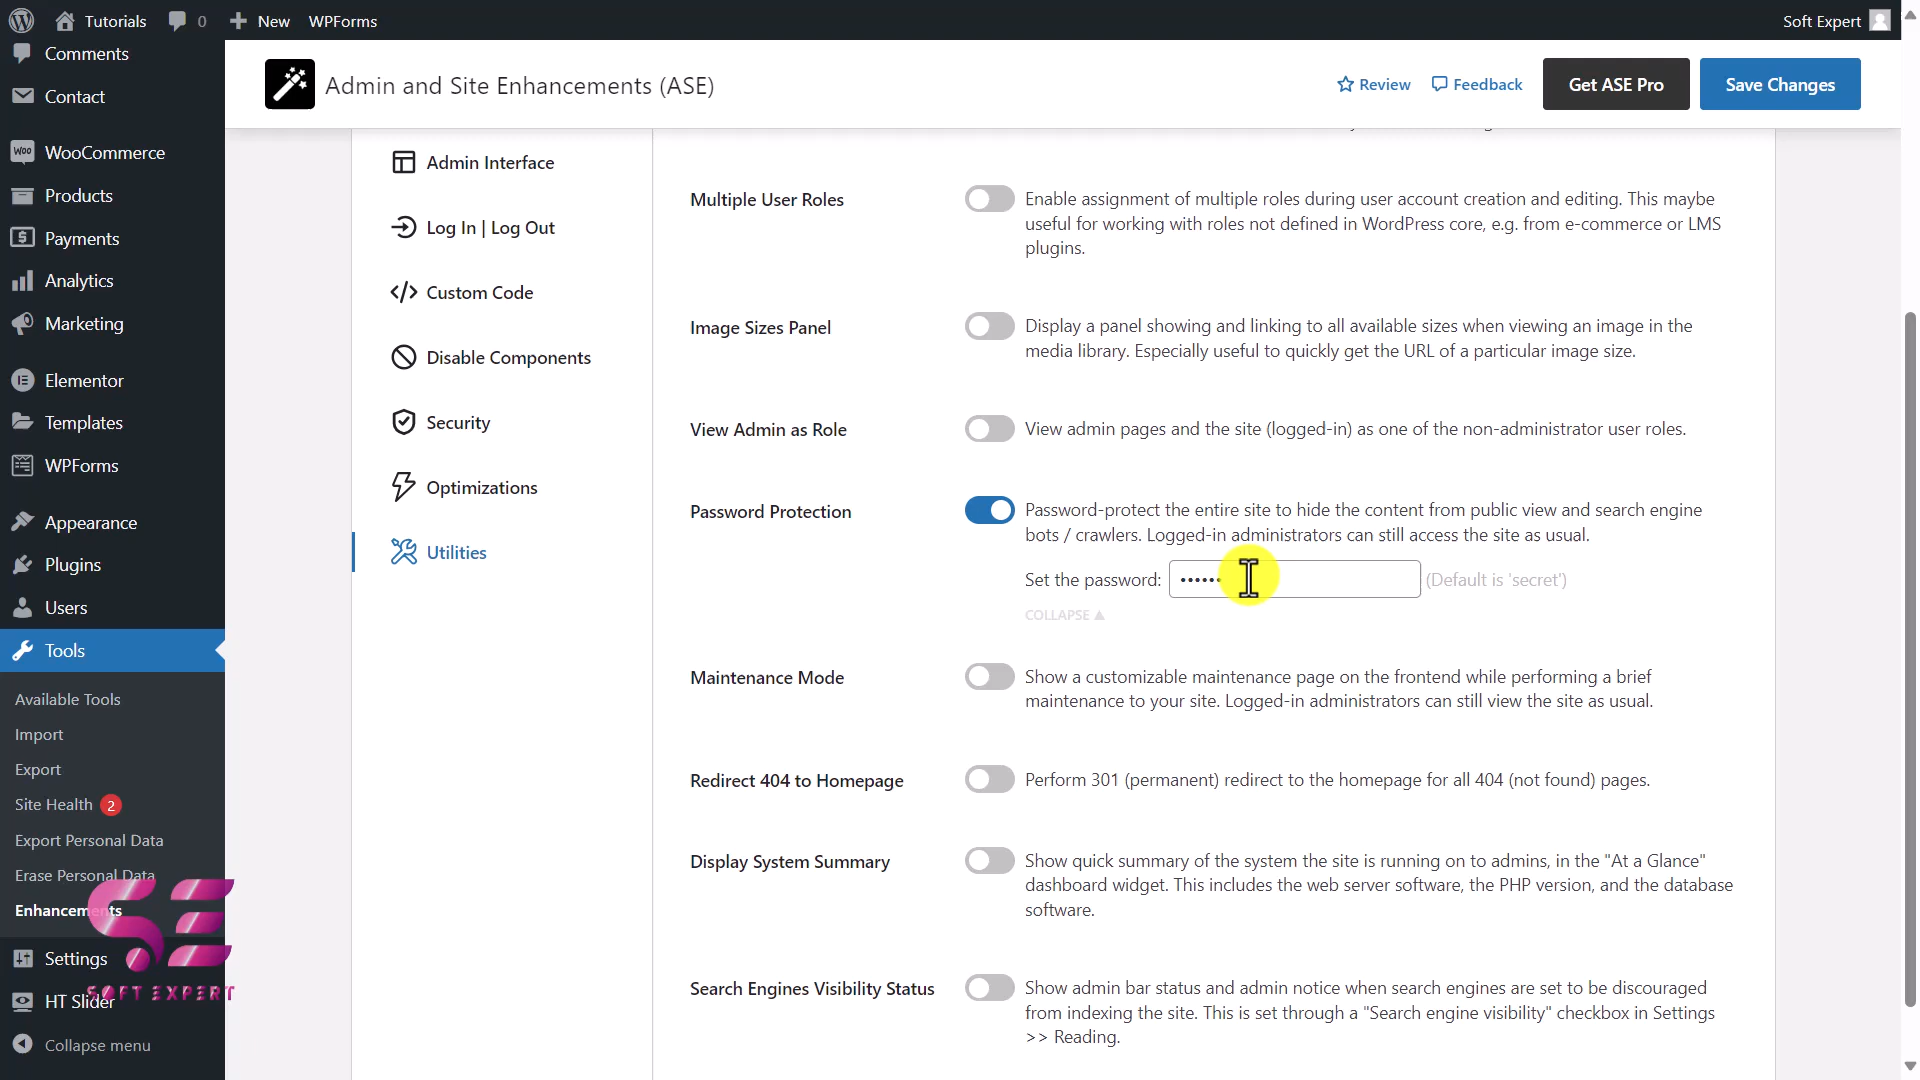 Tutorials
0
New
WPForms
Soft Expert
Comments
Contact
Woo
WooCommerce
Products
Payments
Analytics
Marketing
Elementor
Templates
WPForms
Appearance
Plugins
Users
Tools
Available Tools
Import
Export
Site Health 2
Export Personal Data
Erase Personal Data
Enhancements
Settings
HT Slider
Collapse menu
SE
SOFT EXPERT
Admin and Site Enhancements (ASE)
Review
Feedback
Get ASE Pro
Save Changes
Admin Interface
Log In | Log Out
Custom Code
Disable Components
Security
Optimizations
Utilities
Multiple User Roles
Enable assignment of multiple roles during user account creation and editing. This maybe
useful for working with roles not defined in WordPress core, e.g. from e-commerce or LMS
plugins.
Image Sizes Panel
Display a panel showing and linking to all available sizes when viewing an image in the
media library. Especially useful to quickly get the URL of a particular image size.
View Admin as Role
View admin pages and the site (logged-in) as one of the non-administrator user roles.
Password Protection
Password-protect the entire site to hide the content from public view and search engine
bots / crawlers. Logged-in administrators can still access the site as usual.
Set the password: •••••• (Default is 'secret')
COLLAPSE ▲
Maintenance Mode
Show a customizable maintenance page on the frontend while performing a brief
maintenance to your site. Logged-in administrators can still view the site as usual.
Redirect 404 to Homepage
Perform 301 (permanent) redirect to the homepage for all 404 (not found) pages.
Display System Summary
Show quick summary of the system the site is running on to admins, in the "At a Glance"
dashboard widget. This includes the web server software, the PHP version, and the database
software.
Search Engines Visibility Status
Show admin bar status and admin notice when search engines are set to be discouraged
from indexing the site. This is set through a "Search engine visibility" checkbox in Settings
>> Reading.